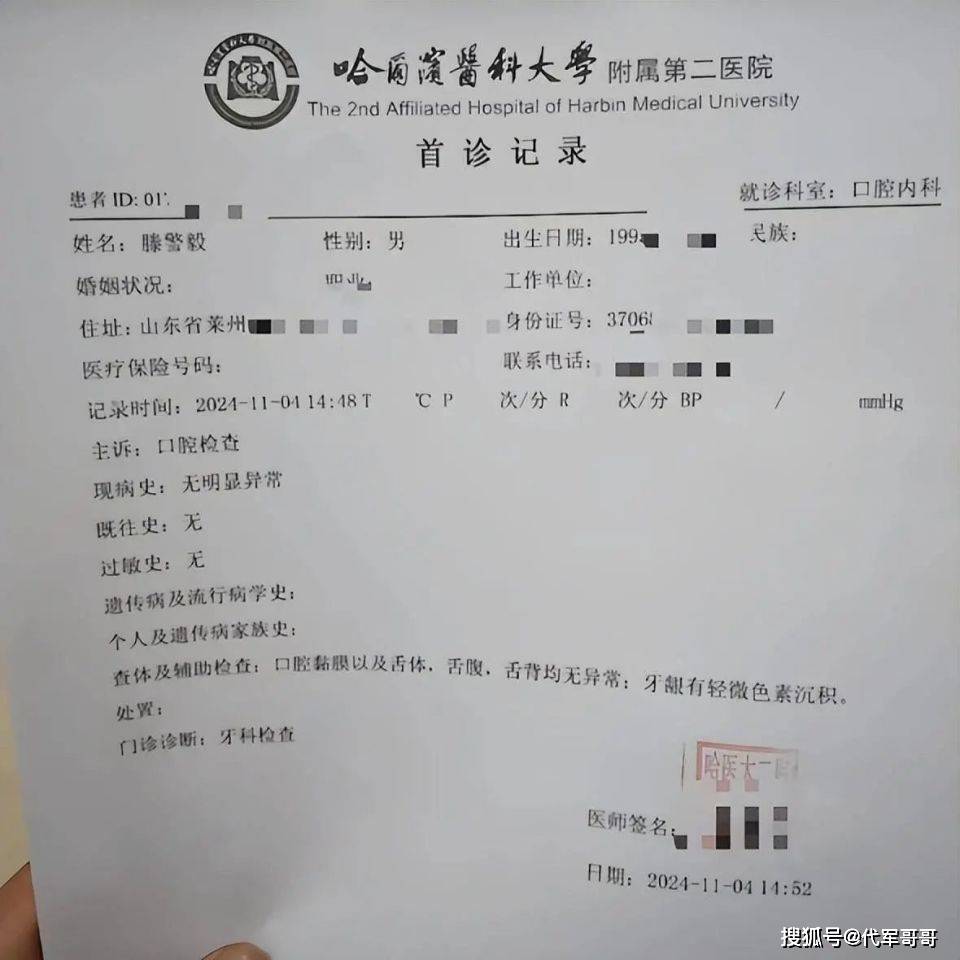 哈爾濱醫科大學 附属第二医院
The 2nd Affiliated Hospital of Harbin Medical University
首诊记录
患者 ID: 01
就诊科室: 口腔内科
姓名: 滕警毅 性别: 男 出生日期: 199 民族:
婚姻状况: 工作单位:
住址: 山东省莱州 身份证号: 3706
医疗保险号码: 联系电话:
记录时间: 2024-11-04 14:48 T ℃ P 次/分 R 次/分 BP / mmHg
主诉: 口腔检查
现病史: 无明显异常
既往史: 无
过敏史: 无
遗传病及流行病学史:
个人及遗传病家族史:
查体及辅助检查: 口腔黏膜以及舌体, 舌腹, 舌背均无异常; 牙龈有轻微色素沉积。
处置:
门诊诊断: 牙科检查
哈医大
医师签名:
日期: 2024-11-04 14:52
搜狐号@代军哥哥